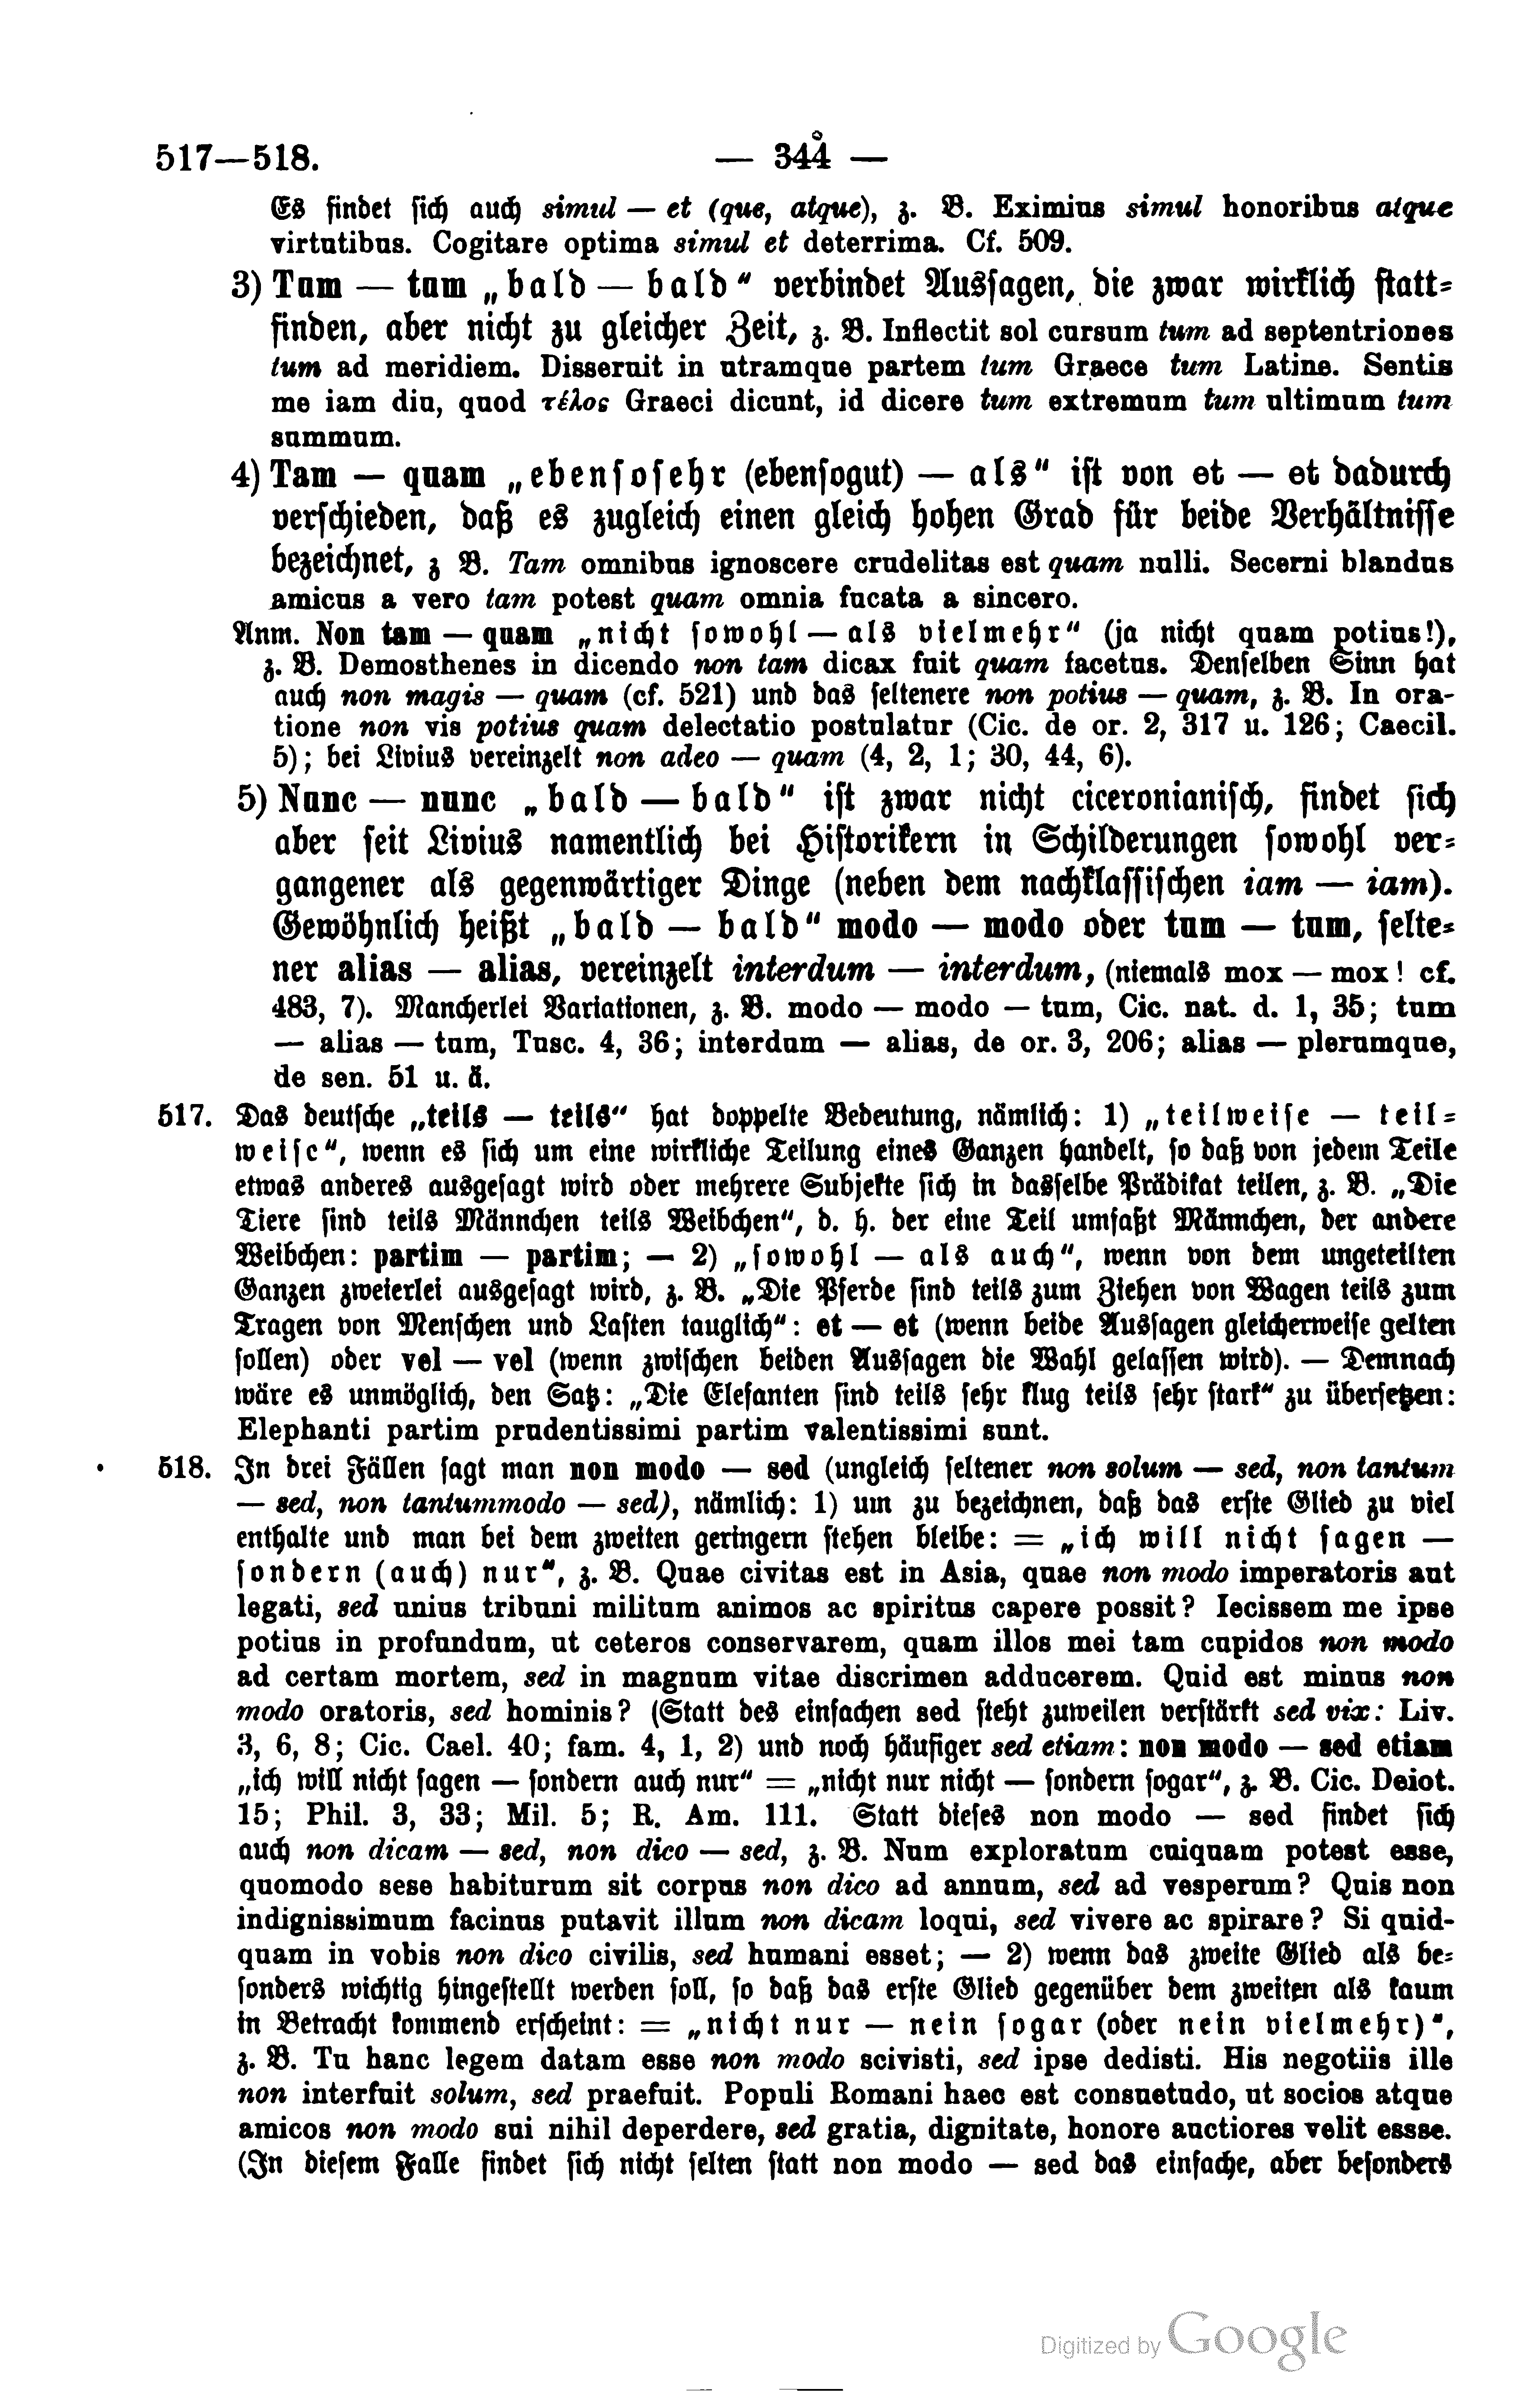 517—518. — 344 —
Es findet sich auch simul — et (que, atque), z. B. Eximius simul honoribus atque
virtutibus. Cogitare optima simul et deterrima. Cf. 509.
3) Tum — tum „bald — bald" verbindet Aussagen, die zwar wirklich statt=
finden, aber nicht zu gleicher Zeit, z. B. Inflectit sol cursum tum ad septentriones
tum ad meridiem. Disseruit in utramque partem tum Graece tum Latine. Sentis
me iam diu, quod τέλος Graeci dicunt, id dicere tum extremum tum ultimum tum
summum.
4) Tam — quam „ebensosehr (ebensogut) — als" ist von et — et dadurch
verschieden, daß es zugleich einen gleich hohen Grad für beide Verhältnisse
bezeichnet, z B. Tam omnibus ignoscere crudelitas est quam nulli. Secerni blandus
amicus a vero tam potest quam omnia fucata a sincero.
Anm. Non tam — quam „nicht sowohl — als vielmehr" (ja nicht quam potius!),
z. B. Demosthenes in dicendo non tam dicax fuit quam facetus. Denselben Sinn hat
auch non magis — quam (cf. 521) und das seltenere non potius — quam, z. B. In ora-
tione non vis potius quam delectatio postulatur (Cic. de or. 2, 317 u. 126; Caecil.
5); bei Livius vereinzelt non adeo — quam (4, 2, 1; 30, 44, 6).
5) Nunc — nunc „bald — bald" ist zwar nicht ciceronianisch, findet sich
aber seit Livius namentlich bei Historikern in Schilderungen sowohl ver=
gangener als gegenwärtiger Dinge (neben dem nachklassischen iam — iam).
Gewöhnlich heißt „bald — bald" modo — modo oder tum — tum, selte=
ner alias — alias, vereinzelt interdum — interdum, (niemals mox — mox! cf.
483, 7). Mancherlei Variationen, z. B. modo — modo — tum, Cic. nat. d. 1, 35; tum
— alias — tum, Tusc. 4, 36; interdum — alias, de or. 3, 206; alias — plerumque,
de sen. 51 u. ä.
517. Das deutsche „teils — teils" hat doppelte Bedeutung, nämlich: 1) „teilweise — teil=
weise", wenn es sich um eine wirkliche Teilung eines Ganzen handelt, so daß von jedem Teile
etwas anderes ausgesagt wird oder mehrere Subjekte sich in dasselbe Prädikat teilen, z. B. „Die
Tiere sind teils Männchen teils Weibchen", d. h. der eine Teil umfaßt Männchen, der andere
Weibchen: partim — partim; — 2) „sowohl — als auch", wenn von dem ungeteilten
Ganzen zweierlei ausgesagt wird, z. B. „Die Pferde sind teils zum Ziehen von Wagen teils zum
Tragen von Menschen und Lasten tauglich": et — et (wenn beide Aussagen gleicherweise gelten
sollen) oder vel — vel (wenn zwischen beiden Aussagen die Wahl gelassen wird). — Demnach
wäre es unmöglich, den Satz: „Die Elefanten sind teils sehr klug teils sehr stark" zu übersetzen:
Elephanti partim prudentissimi partim valentissimi sunt.
518. In drei Fällen sagt man non modo — sed (ungleich seltener non solum — sed, non tantum
— sed, non tantummodo — sed), nämlich: 1) um zu bezeichnen, daß das erste Glied zu viel
enthalte und man bei dem zweiten geringern stehen bleibe: = „ich will nicht sagen —
sondern (auch) nur", z. B. Quae civitas est in Asia, quae non modo imperatoris aut
legati, sed unius tribuni militum animos ac spiritus capere possit? Iecissem me ipse
potius in profundum, ut ceteros conservarem, quam illos mei tam cupidos non modo
ad certam mortem, sed in magnum vitae discrimen adducerem. Quid est minus non
modo oratoris, sed hominis? (Statt des einfachen sed steht zuweilen verstärkt sed vix: Liv.
3, 6, 8; Cic. Cael. 40; fam. 4, 1, 2) und noch häufiger sed etiam: non modo — sed etiam
„ich will nicht sagen — sondern auch nur" = „nicht nur nicht — sondern sogar", z. B. Cic. Deiot.
15; Phil. 3, 33; Mil. 5; R. Am. 111. Statt dieses non modo — sed findet sich
auch non dicam — sed, non dico — sed, z. B. Num exploratum cuiquam potest esse,
quomodo sese habiturum sit corpus non dico ad annum, sed ad vesperum? Quis non
indignissimum facinus putavit illum non dicam loqui, sed vivere ac spirare? Si quid-
quam in vobis non dico civilis, sed humani esset; — 2) wenn das zweite Glied als be=
sonders wichtig hingestellt werden soll, so daß das erste Glied gegenüber dem zweiten als kaum
in Betracht kommend erscheint: = „nicht nur — nein sogar (oder nein vielmehr)",
z. B. Tu hanc legem datam esse non modo scivisti, sed ipse dedisti. His negotiis ille
non interfuit solum, sed praefuit. Populi Romani haec est consuetudo, ut socios atque
amicos non modo sui nihil deperdere, sed gratia, dignitate, honore auctiores velit essse.
(In diesem Falle findet sich nicht selten statt non modo — sed das einfache, aber besonders
Digitized by Google